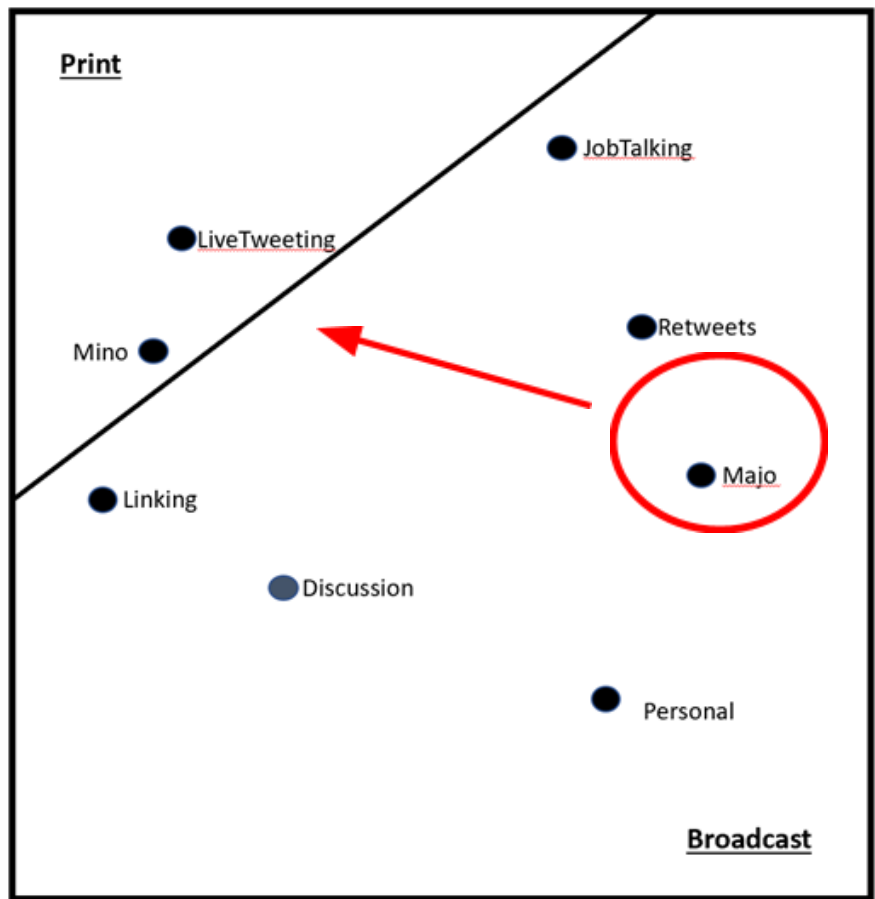 Print
JobTalking
LiveTweeting
Retweets
Mino
Majo
Linking
Discussion
Personal
Broadcast